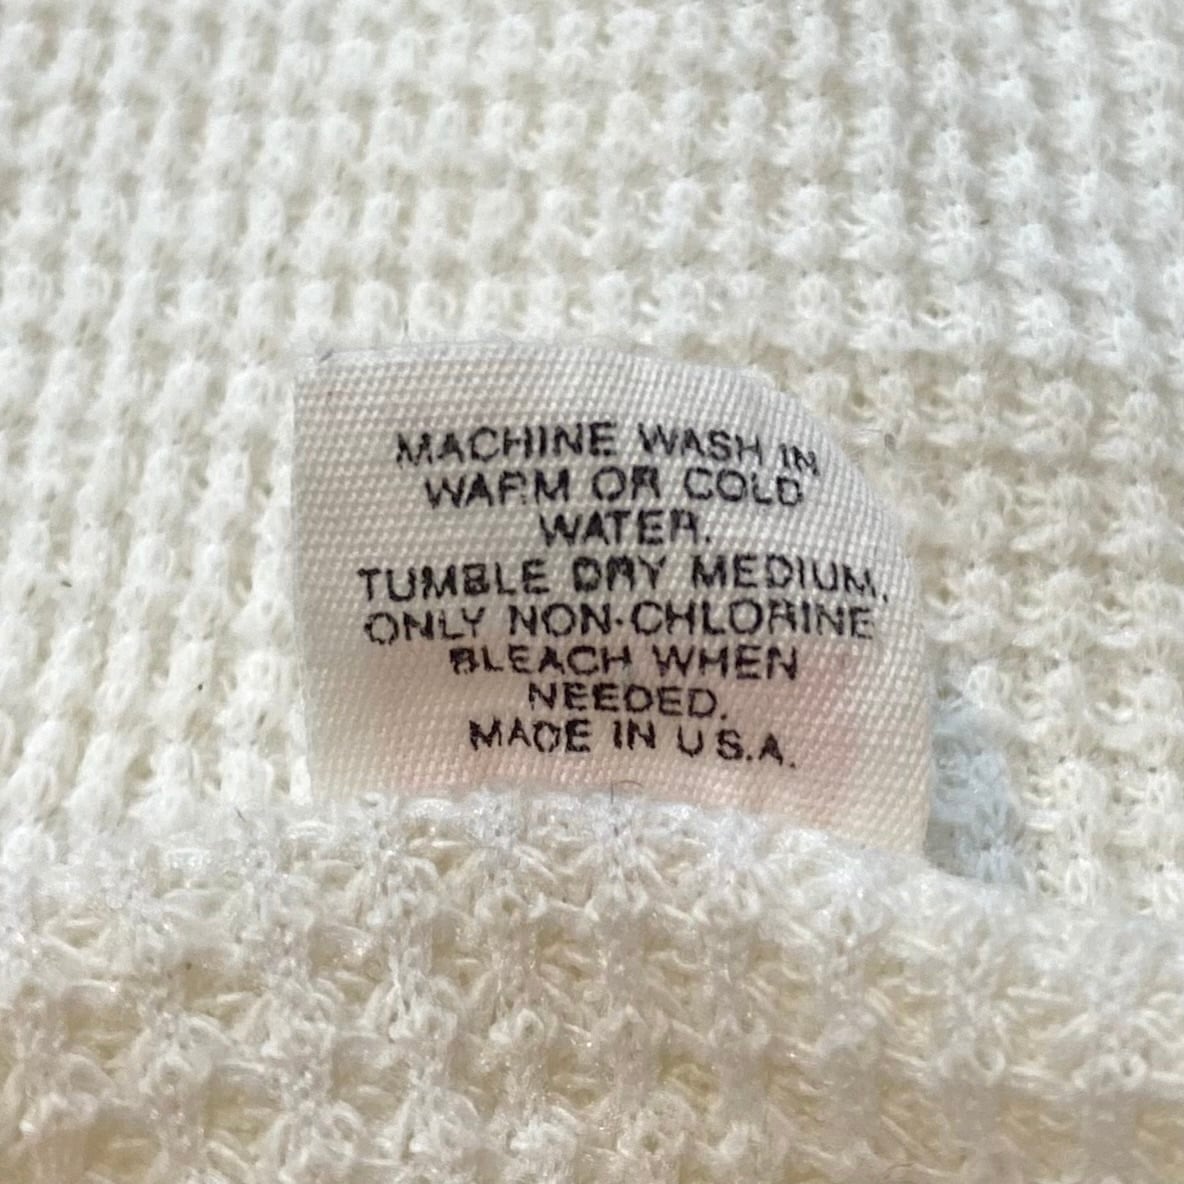 MACHINE WASH IN
WARM OR COLD
WATER.
TUMBLE DRY MEDIUM.
ONLY NON-CHLORINE
BLEACH WHEN
NEEDED.
MADE IN U.S.A.